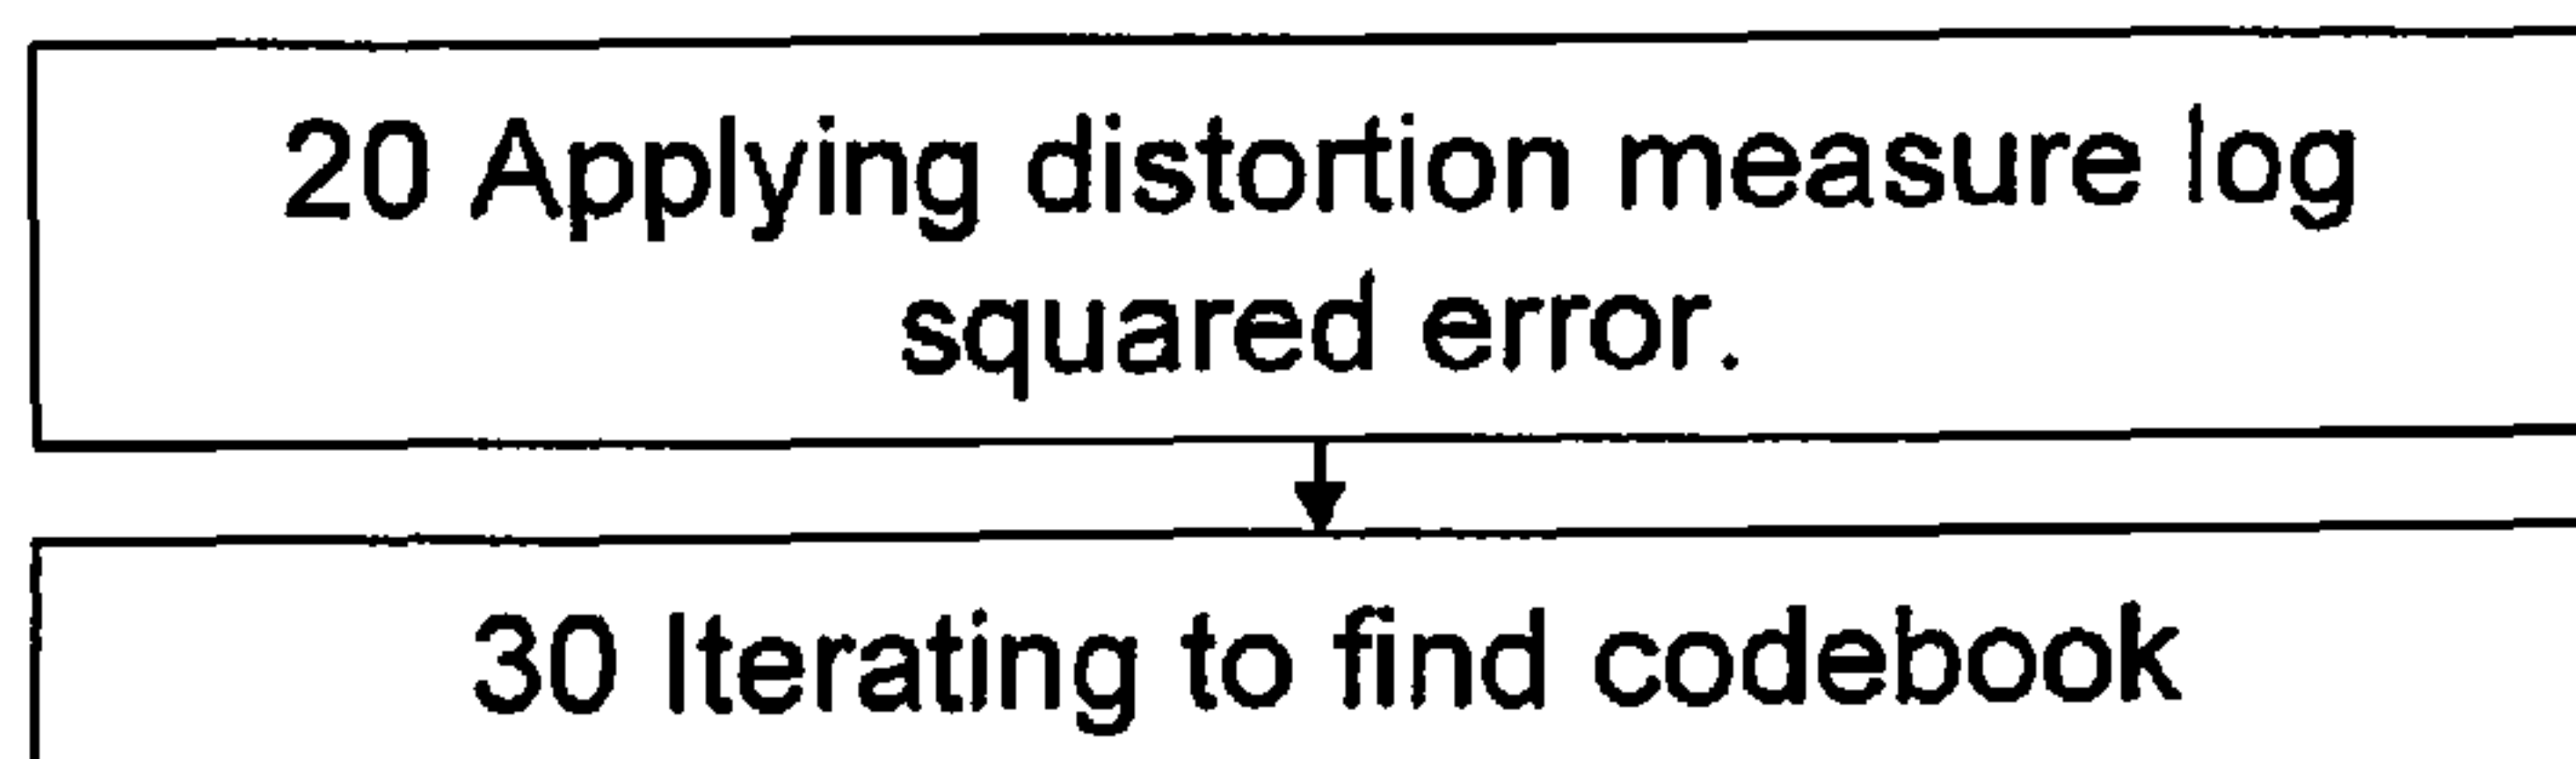 20 Applying distortion measure log
squared error.
30 Iterating to find codebook